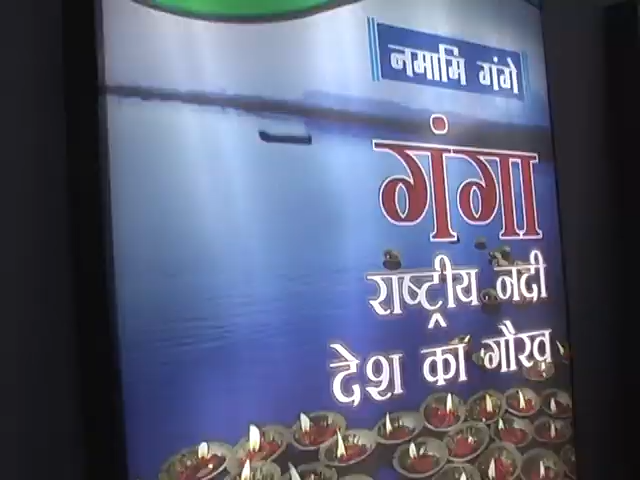 नमामि गंगे
गंगा
राष्ट्रीय नदी
देश का गौरव